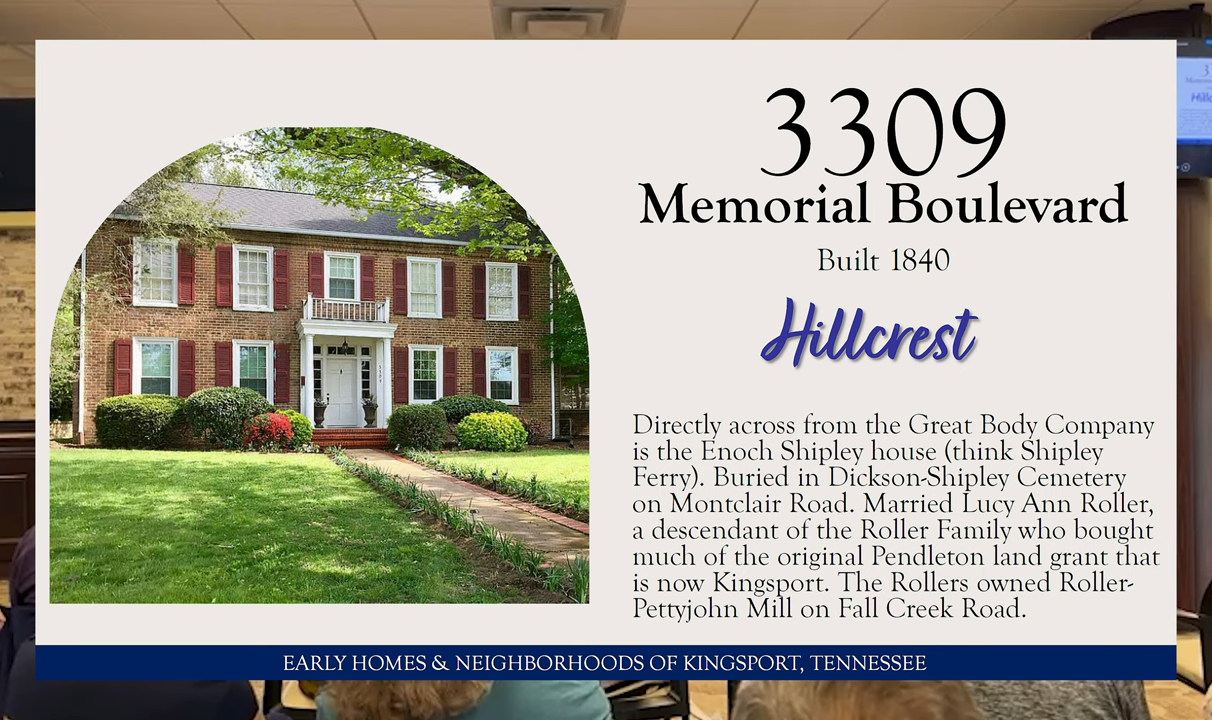 3309
Memorial Boulevard
Built 1840
Hillcrest
Directly across from the Great Body Company
is the Enoch Shipley house (think Shipley
Ferry). Buried in Dickson-Shipley Cemetery
on Montclair Road. Married Lucy Ann Roller,
a descendant of the Roller Family who bought
much of the original Pendleton land grant that
is now Kingsport. The Rollers owned Roller-
Pettyjohn Mill on Fall Creek Road.
EARLY HOMES & NEIGHBORHOODS OF KINGSPORT, TENNESSEE